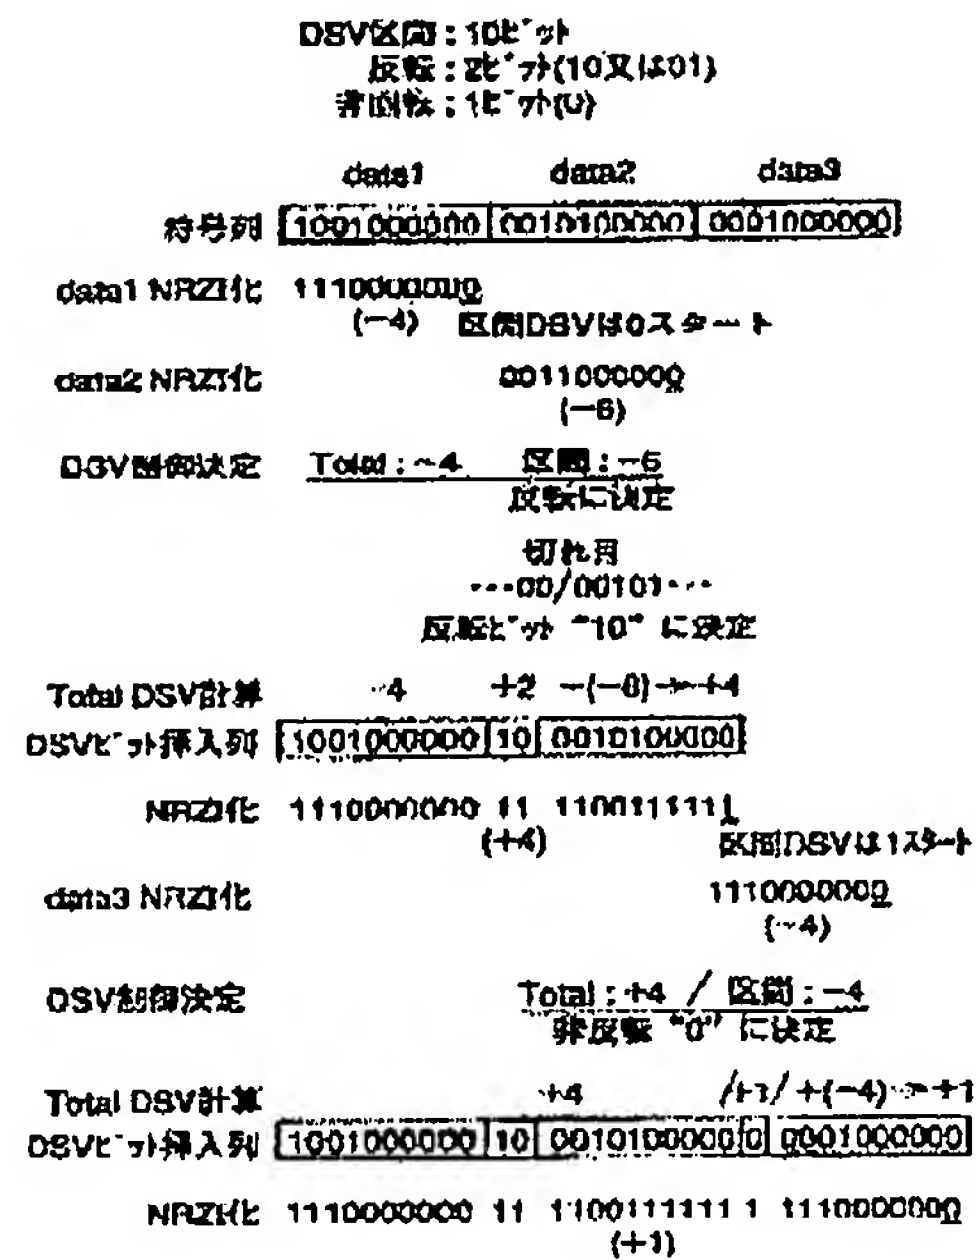 DSV区間:10ビット
反転:2ビット(10又は01)
非反転:1ビット(0)
data1 data2 data3
符号列 1001000000 0010100000 0001000000
data1 NRZI化 1110000000
(-4) 区間DSVは0スタート
data2 NRZI化 0011000000
(-6)
DSV制御決定 Total:-4 区間:-6
反転に決定
切れ目
…00/00101…
反転ビット "10" に決定
Total DSV計算 -4 +2 -(-6)→+4
DSVビット挿入列 1001000000 10 0010100000
NRZI化 1110000000 11 1100111111
(+4) 区間DSVは1スタート
data3 NRZI化 1110000000
(-4)
DSV制御決定 Total:+4 / 区間:-4
非反転 "0" に決定
Total DSV計算 +4 /+1/ +(-4)→+1
DSVビット挿入列 1001000000 10 0010100000 0 0001000000
NRZI化 1110000000 11 1100111111 1 1110000000
(+1)